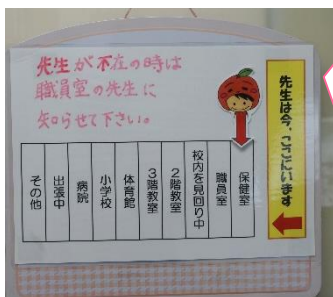 先生が不在の時は
職員室の先生に
知らせて下さい。
先生は今、ここにいます
保健室
職員室
校内を見回り中
2階教室
3階教室
体育館
小学校
病院
出張中
その他